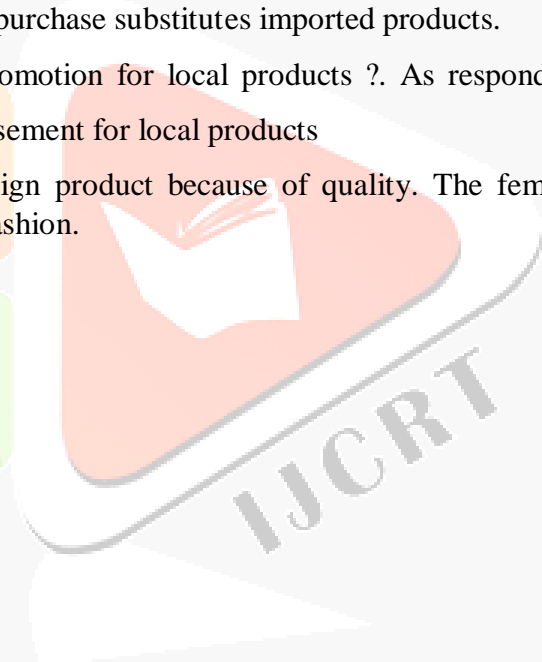 purchase substitutes imported products.
omotion for local products ?. As respond
sement for local products
ign product because of quality. The fem
ashion.
IJCRT